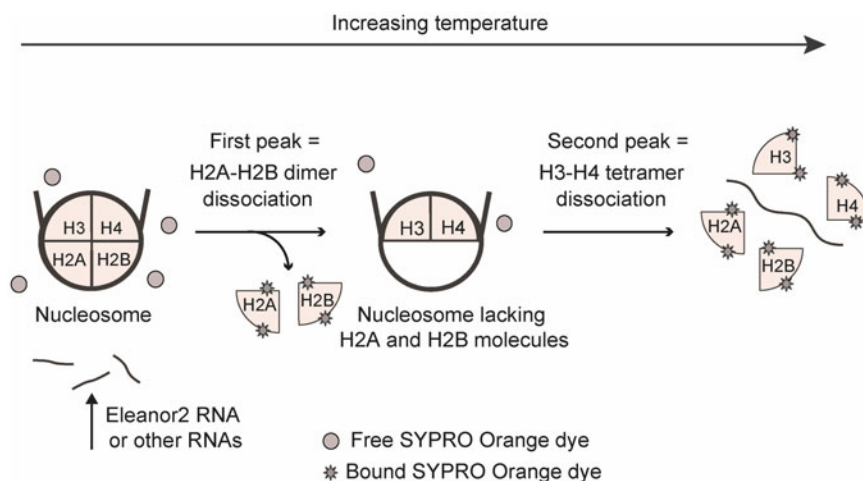 Increasing temperature
First peak =
H2A-H2B dimer
dissociation
Second peak =
H3-H4 tetramer
dissociation
H3
H4
H2A
H2B
Nucleosome
H2A
H2B
H3
H4
Nucleosome lacking
H2A and H2B molecules
H3
H4
H2A
H2B
Eleanor2 RNA
or other RNAs
Free SYPRO Orange dye
Bound SYPRO Orange dye